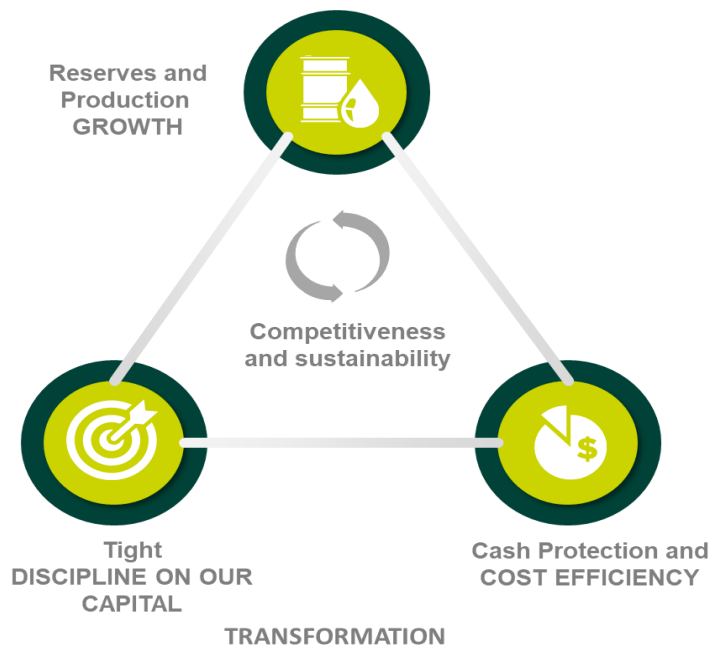 Reserves and
Production
GROWTH
Competitiveness
and sustainability
$
Tight
DISCIPLINE ON OUR
CAPITAL
Cash Protection and
COST EFFICIENCY
TRANSFORMATION